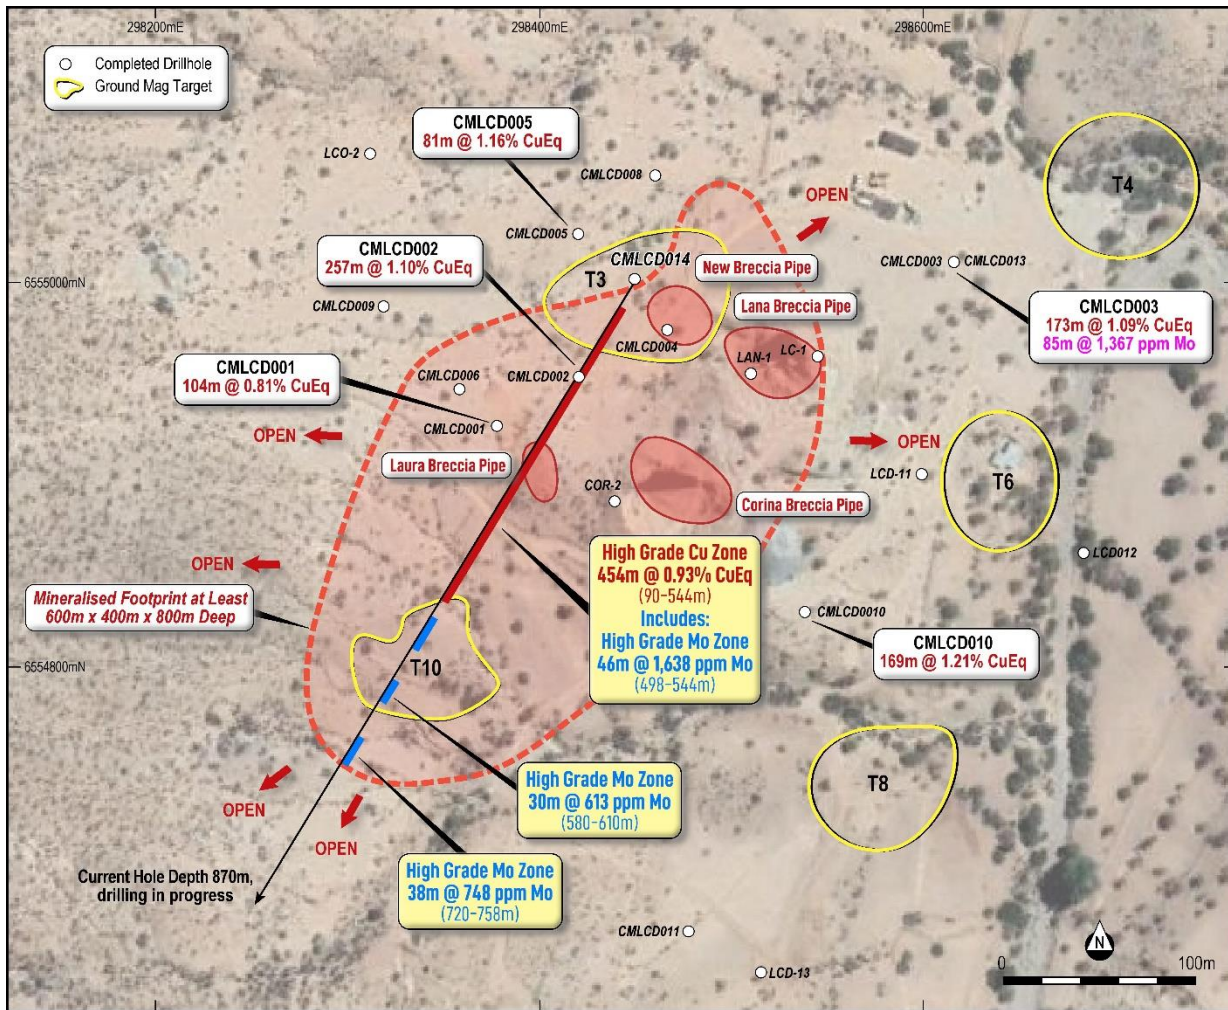 298200mE
298400mE
298600mE
Completed Drillhole
Ground Mag Target
CMLCD005
81m @ 1.16% CuEq
LCO-2
CMLCD008
T4
OPEN
CMLCD005
CMLCD002
257m @ 1.10% CuEq
CMLCD014
T3
New Breccia Pipe
CMLCD003
CMLCD013
6555000mN
CMLCD009
Lana Breccia Pipe
CMLCD003
173m @ 1.09% CuEq
85m @ 1,367 ppm Mo
CMLCD004
LC-1
LAN-1
CMLCD001
104m @ 0.81% CuEq
CMLCD006
CMLCD002
CMLCD001
OPEN
OPEN
Laura Breccia Pipe
LCD-11
T6
COR-2
Corina Breccia Pipe
OPEN
High Grade Cu Zone
454m @ 0.93% CuEq
(90-544m)
Includes:
High Grade Mo Zone
46m @ 1,638 ppm Mo
(498-544m)
LCD012
Mineralised Footprint at Least
600m x 400m x 800m Deep
CMLCD0010
CMLCD010
169m @ 1.21% CuEq
6554800mN
T10
High Grade Mo Zone
30m @ 613 ppm Mo
(580-610m)
T8
OPEN
OPEN
Current Hole Depth 870m,
drilling in progress
High Grade Mo Zone
38m @ 748 ppm Mo
(720-758m)
CMLCD011
LCD-13
N
0
100m